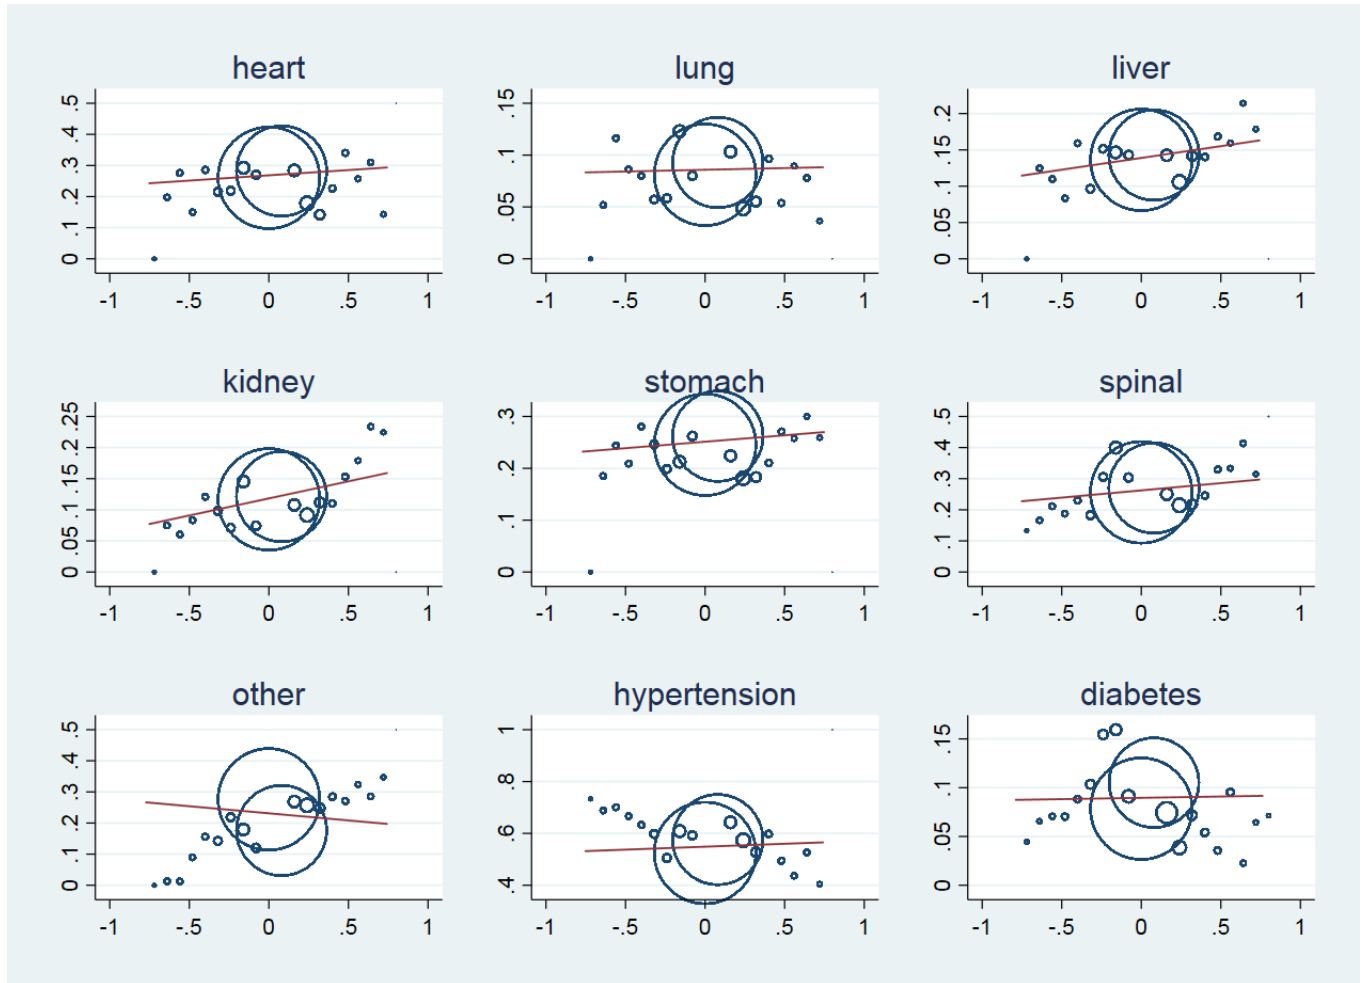 heart lung liver
.5 .15 .2
.4 .15
.3 .1 .1
.2 .05 .05
.1 0 0
0
-1 -.5 0 .5 1 -1 -.5 0 .5 1 -1 -.5 0 .5 1
kidney stomach spinal
0 .05 .1 .15 .2 .25 0 .1 .2 .3 0 .1 .2 .3 .4 .5
-1 -.5 0 .5 1 -1 -.5 0 .5 1 -1 -.5 0 .5 1
other hypertension diabetes
0 .1 .2 .3 .4 .5 .4 .6 .8 1 0 .05 .1 .15
-1 -.5 0 .5 1 -1 -.5 0 .5 1 -1 -.5 0 .5 1